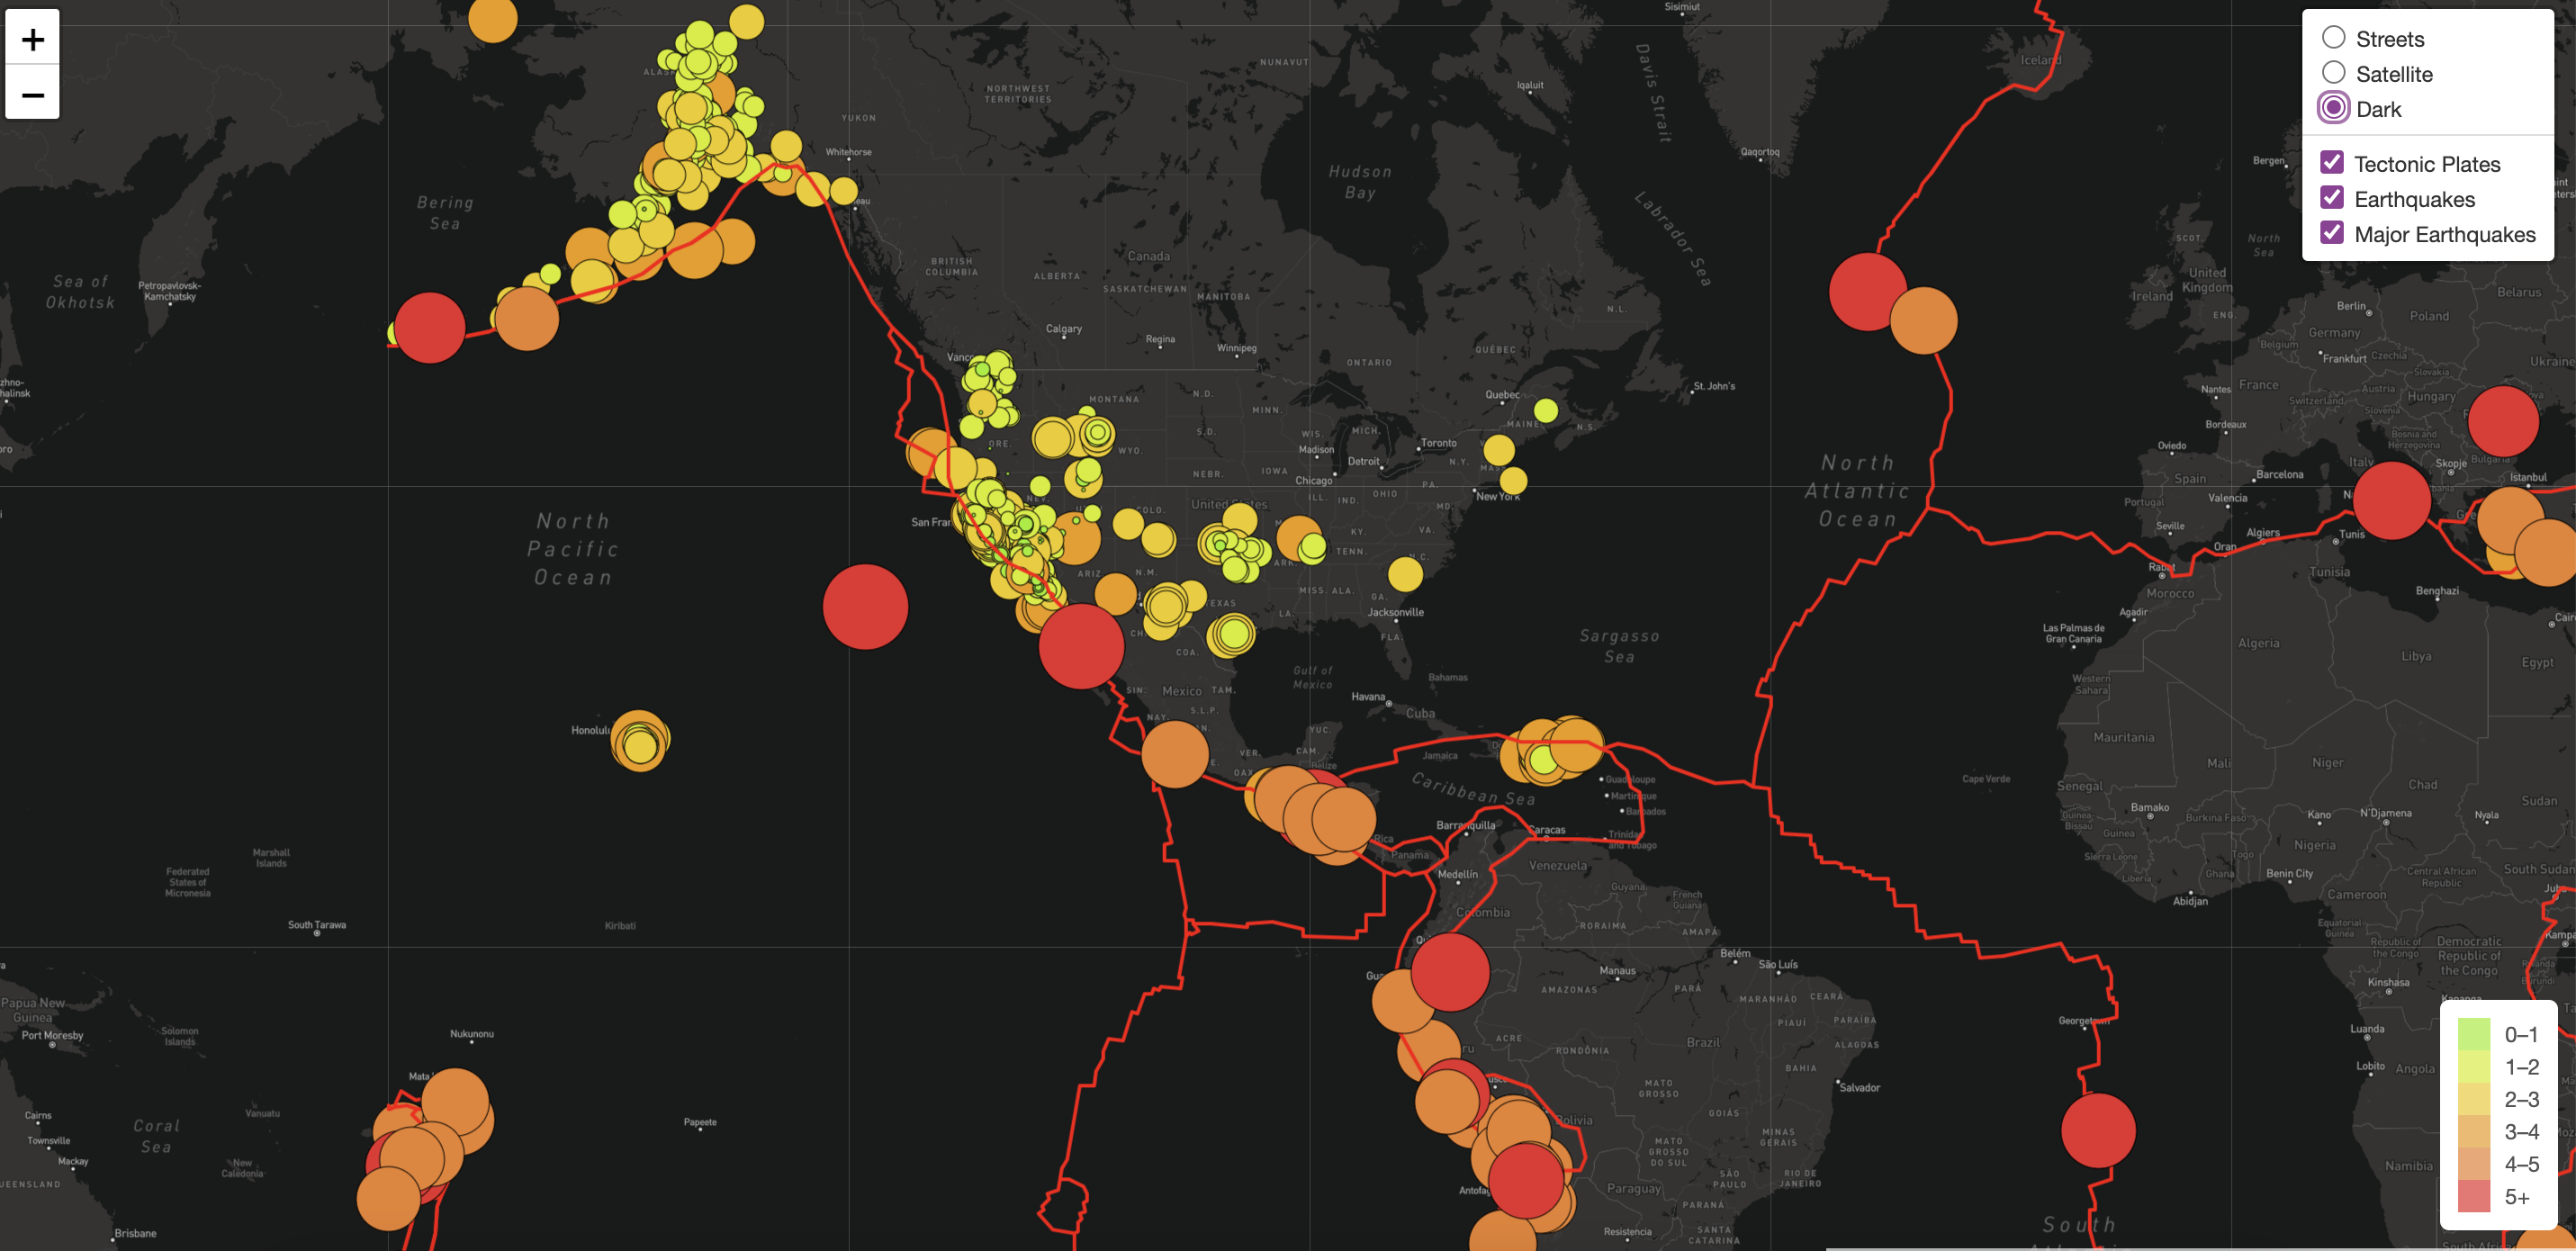 +
−
Streets
Satellite
Dark
Tectonic Plates
Earthquakes
Major Earthquakes
Sisimiut
Iceland
Davis Strait
NUNAVUT
Iqaluit
NORTHWEST
TERRITORIES
YUKON
Whitehorse
Qaqortoq
Bergen
Hudson
Bay
Labrador Sea
Bering
Sea
Sea of
Okhotsk
Petropavlovsk-
Kamchatsky
BRITISH
COLUMBIA
ALBERTA
Canada
SASKATCHEWAN
MANITOBA
N.L.
SCOT.
North
Sea
United
Kingdom
Ireland
ENG.
Berlin
Belarus
Poland
Germany
Belgium
Frankfurt
Czechia
Ukraine
Slovakia
Calgary
Regina
Winnipeg
ONTARIO
QUÉBEC
St. John's
Quebec
MAINE
N.S.
Nantes
France
Austria
Hungary
Switzerland
Slovenia
Bordeaux
Bosnia and
Herzegovina
MONTANA
N.D.
MINN.
S.D.
WIS.
MICH.
Toronto
Madison
Detroit
N.Y.
ORE.
WYO.
NEBR.
IOWA
Chicago
PA.
New York
Oviedo
Italy
Skopje
Bulgaria
Barcelona
Istanbul
Spain
Portugal
Valencia
Seville
Algiers
Tunis
Oran
Rabat
North
Atlantic
Ocean
North
Pacific
Ocean
NEV.
COLO.
United States
ILL.
IND.
OHIO
MD.
KY.
VA.
TENN.
N.C.
ARK.
ARIZ
N.M.
MISS.
ALA.
GA.
TEXAS
LA.
Jacksonville
FLA.
Tunisia
Morocco
Benghazi
Agadir
Las Palmas de
Gran Canaria
Algeria
Libya
Egypt
Sargasso
Sea
COA.
Gulf of
Mexico
Bahamas
Western
Sahara
SIN.
Mexico
TAM.
Havana
Cuba
S.L.P.
NAY.
YUC.
CAM.
VER.
OAX.
Belize
Jamaica
Mauritania
Mali
Niger
Chad
Sudan
Cape Verde
Senegal
Caribbean Sea
Guadeloupe
Martinique
Barbados
Trinidad
and Tobago
Barranquilla
Caracas
Panama
Venezuela
Medellín
Guyana
French
Guiana
Colombia
RORAIMA
AMAPÁ
Bamako
Guinea-
Bissau
Guinea
Burkina Faso
Kano
N'Djamena
Nyala
Sierra Leone
Liberia
Ghana
Togo
Nigeria
Benin City
Abidjan
Central African
Republic
South Sudan
Cameroon
Equatorial
Guinea
Republic of
the Congo
Democratic
Republic of
the Congo
Kinshasa
Honolulu
Marshall
Islands
Federated
States of
Micronesia
South Tarawa
Kiribati
Belém
São Luís
Manaus
AMAZONAS
PARÁ
MARANHÃO
CEARÁ
PIAUÍ
PARAÍBA
ALAGOAS
ACRE
RONDÔNIA
Brazil
BAHIA
MATO
GROSSO
Salvador
GOIÁS
Bolivia
MINAS
GERAIS
MATO
GROSSO
DO SUL
SÃO
PAULO
RIO DE
JANEIRO
Paraguay
PARANÁ
SANTA
CATARINA
Resistencia
Georgetown
Luanda
Lobito
Angola
Namibia
South
Papua New
Guinea
Port Moresby
Solomon
Islands
Nukunonu
Cairns
Townsville
Mackay
Coral
Sea
Vanuatu
New
Caledonia
Papeete
Brisbane
0–1
1–2
2–3
3–4
4–5
5+